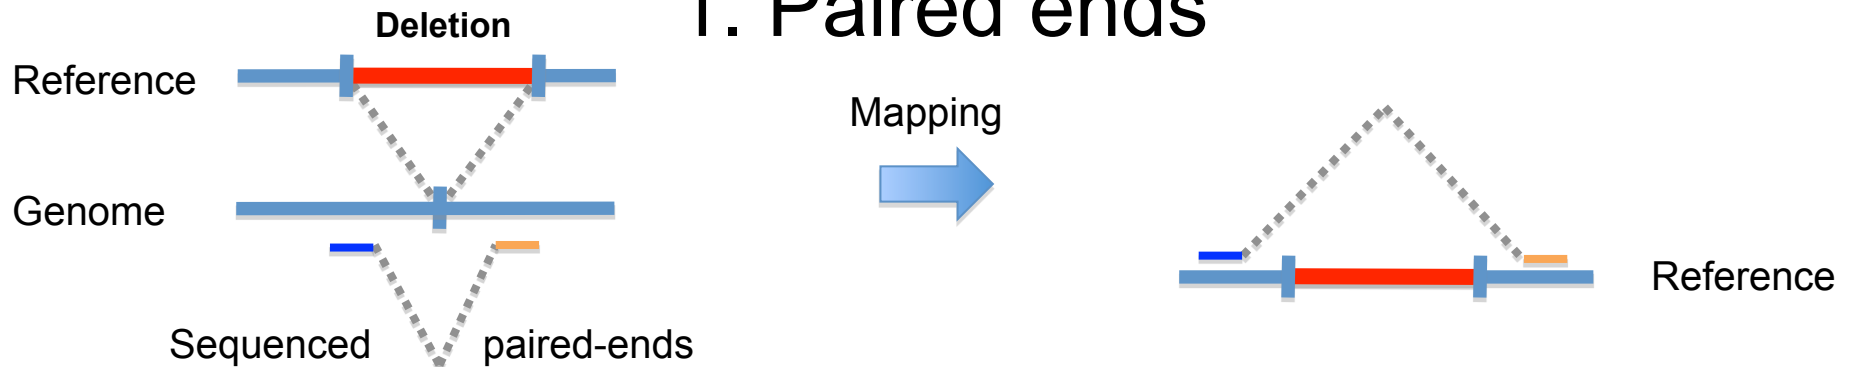 1. Paired ends
Deletion
Reference
Mapping
Genome
Reference
Sequenced paired-ends